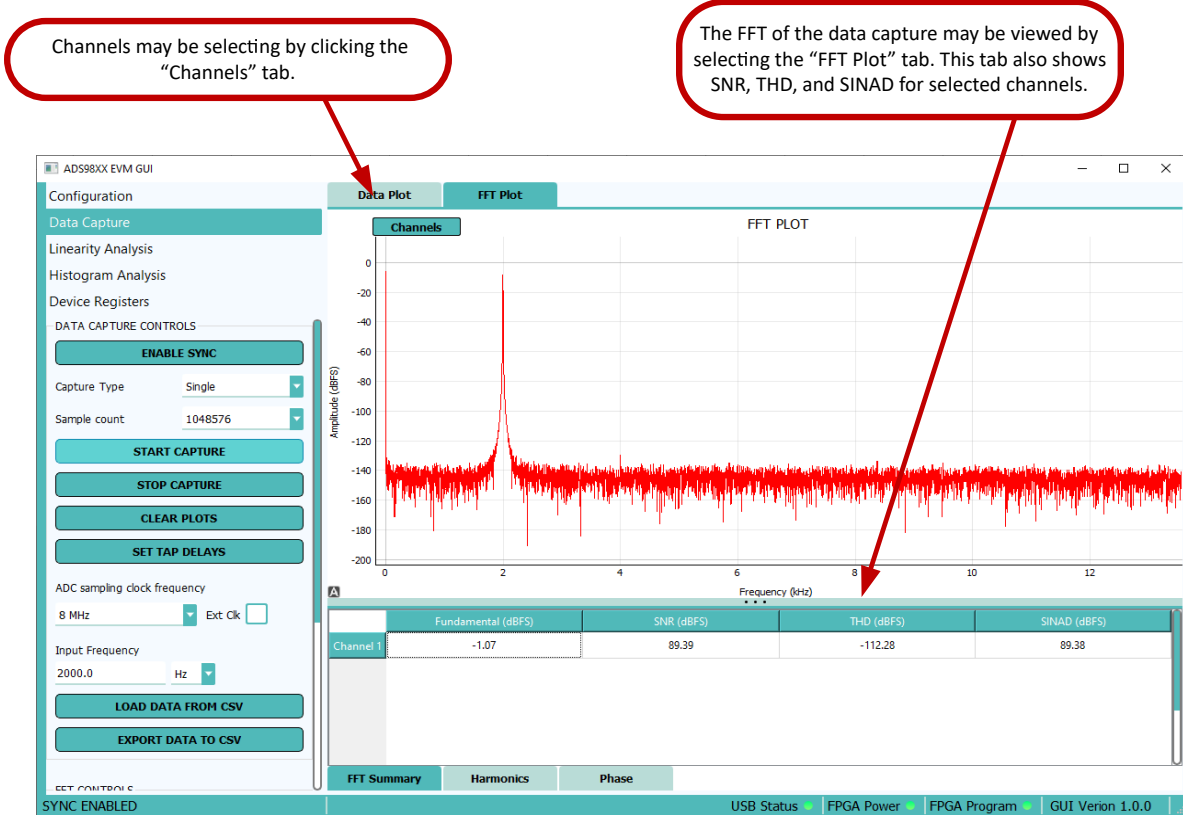 Channels may be selecting by clicking the
“Channels” tab.
The FFT of the data capture may be viewed by
selecting the “FFT Plot” tab. This tab also shows
SNR, THD, and SINAD for selected channels.
ADS98XX EVM GUI
Configuration
Data Capture
Linearity Analysis
Histogram Analysis
Device Registers
DATA CAPTURE CONTROLS
ENABLE SYNC
Capture Type Single
Sample count 1048576
START CAPTURE
STOP CAPTURE
CLEAR PLOTS
SET TAP DELAYS
ADC sampling clock frequency
8 MHz Ext Clk
Input Frequency
2000.0 Hz
LOAD DATA FROM CSV
EXPORT DATA TO CSV
FFT CONTROLS
Data Plot FFT Plot
Channels
FFT PLOT
Amplitude (dBFS)
0
-20
-40
-60
-80
-100
-120
-140
-160
-180
-200
0 2 4 6 8 10 12
Frequency (kHz)
A
Fundamental (dBFS) SNR (dBFS) THD (dBFS) SINAD (dBFS)
Channel 1 -1.07 89.39 -112.28 89.38
FFT Summary Harmonics Phase
SYNC ENABLED USB Status FPGA Power FPGA Program GUI Verion 1.0.0